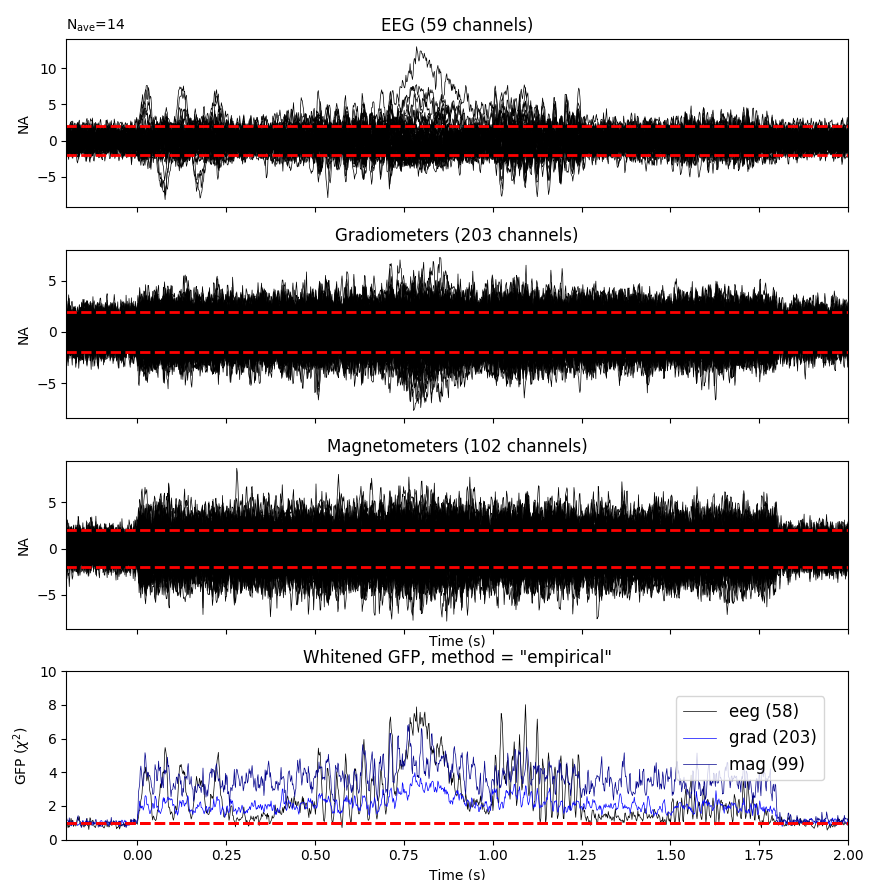 N_ave=14
EEG (59 channels)
10
5
0
−5
NA
Gradiometers (203 channels)
5
0
−5
NA
Magnetometers (102 channels)
5
0
−5
NA
Time (s)
Whitened GFP, method = "empirical"
10
8
6
4
2
0
GFP (χ²)
eeg (58)
grad (203)
mag (99)
0.00 0.25 0.50 0.75 1.00 1.25 1.50 1.75 2.00
Time (s)